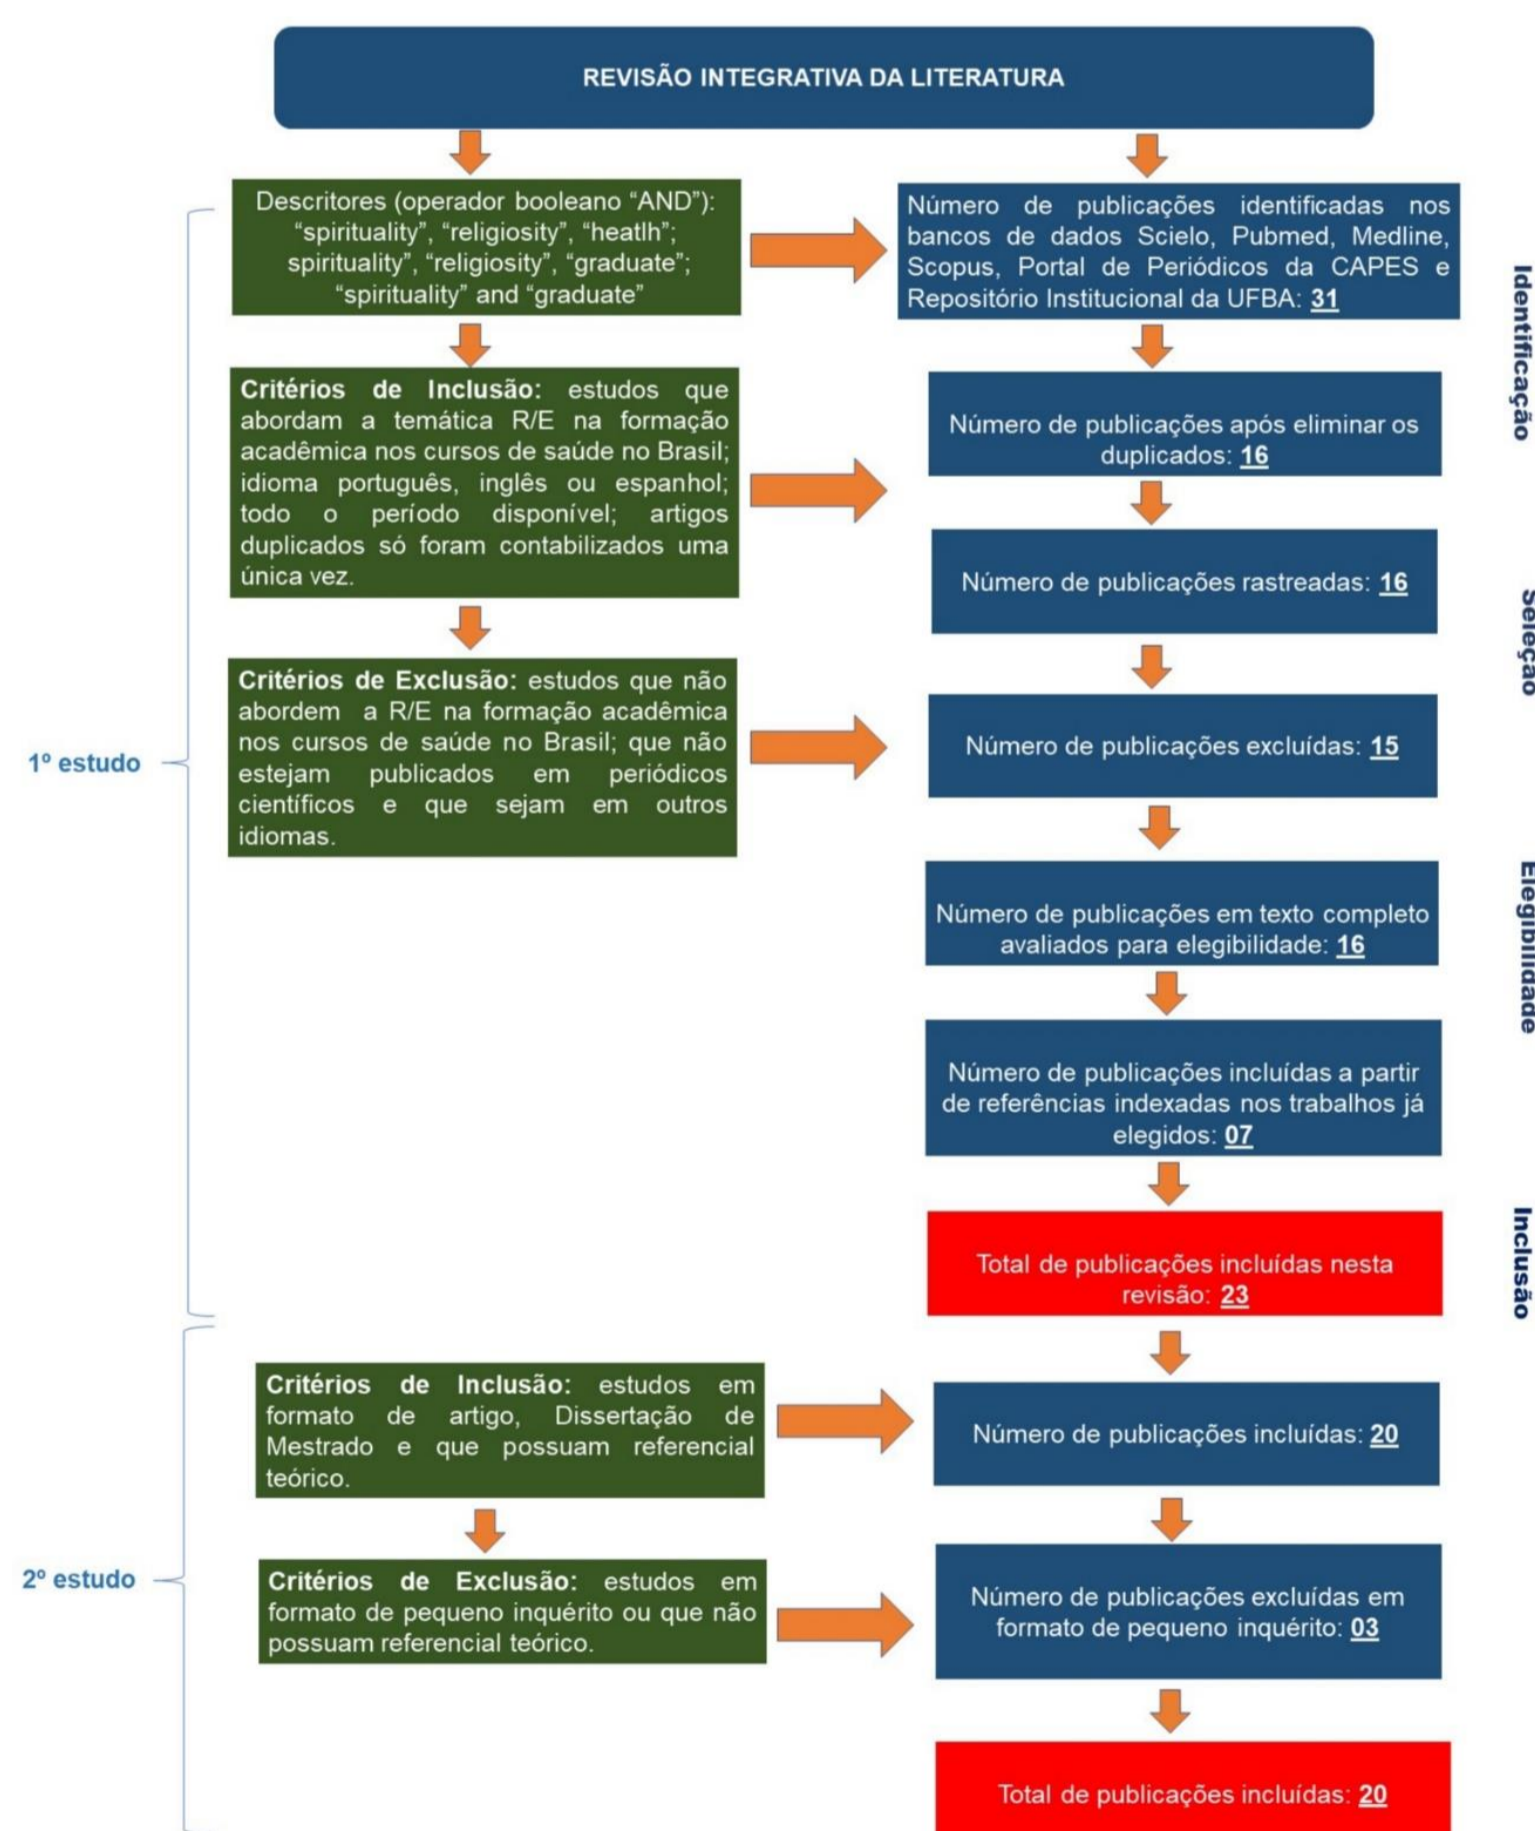 REVISÃO INTEGRATIVA DA LITERATURA
Descritores (operador booleano “AND”):
“spirituality”, “religiosity”, “heatlh”;
spirituality”, “religiosity”, “graduate”;
“spirituality” and “graduate”
Número de publicações identificadas nos
bancos de dados Scielo, Pubmed, Medline,
Scopus, Portal de Periódicos da CAPES e
Repositório Institucional da UFBA: 31
Identificação
Critérios de Inclusão: estudos que
abordam a temática R/E na formação
acadêmica nos cursos de saúde no Brasil;
idioma português, inglês ou espanhol;
todo o período disponível; artigos
duplicados só foram contabilizados uma
única vez.
Número de publicações após eliminar os
duplicados: 16
Número de publicações rastreadas: 16
Seleção
Critérios de Exclusão: estudos que não
abordem a R/E na formação acadêmica
nos cursos de saúde no Brasil; que não
estejam publicados em periódicos
científicos e que sejam em outros
idiomas.
Número de publicações excluídas: 15
1º estudo
Número de publicações em texto completo
avaliados para elegibilidade: 16
Elegibilidade
Número de publicações incluídas a partir
de referências indexadas nos trabalhos já
elegidos: 07
Total de publicações incluídas nesta
revisão: 23
Inclusão
Critérios de Inclusão: estudos em
formato de artigo, Dissertação de
Mestrado e que possuam referencial
teórico.
Número de publicações incluídas: 20
2º estudo
Critérios de Exclusão: estudos em
formato de pequeno inquérito ou que não
possuam referencial teórico.
Número de publicações excluídas em
formato de pequeno inquérito: 03
Total de publicações incluídas: 20